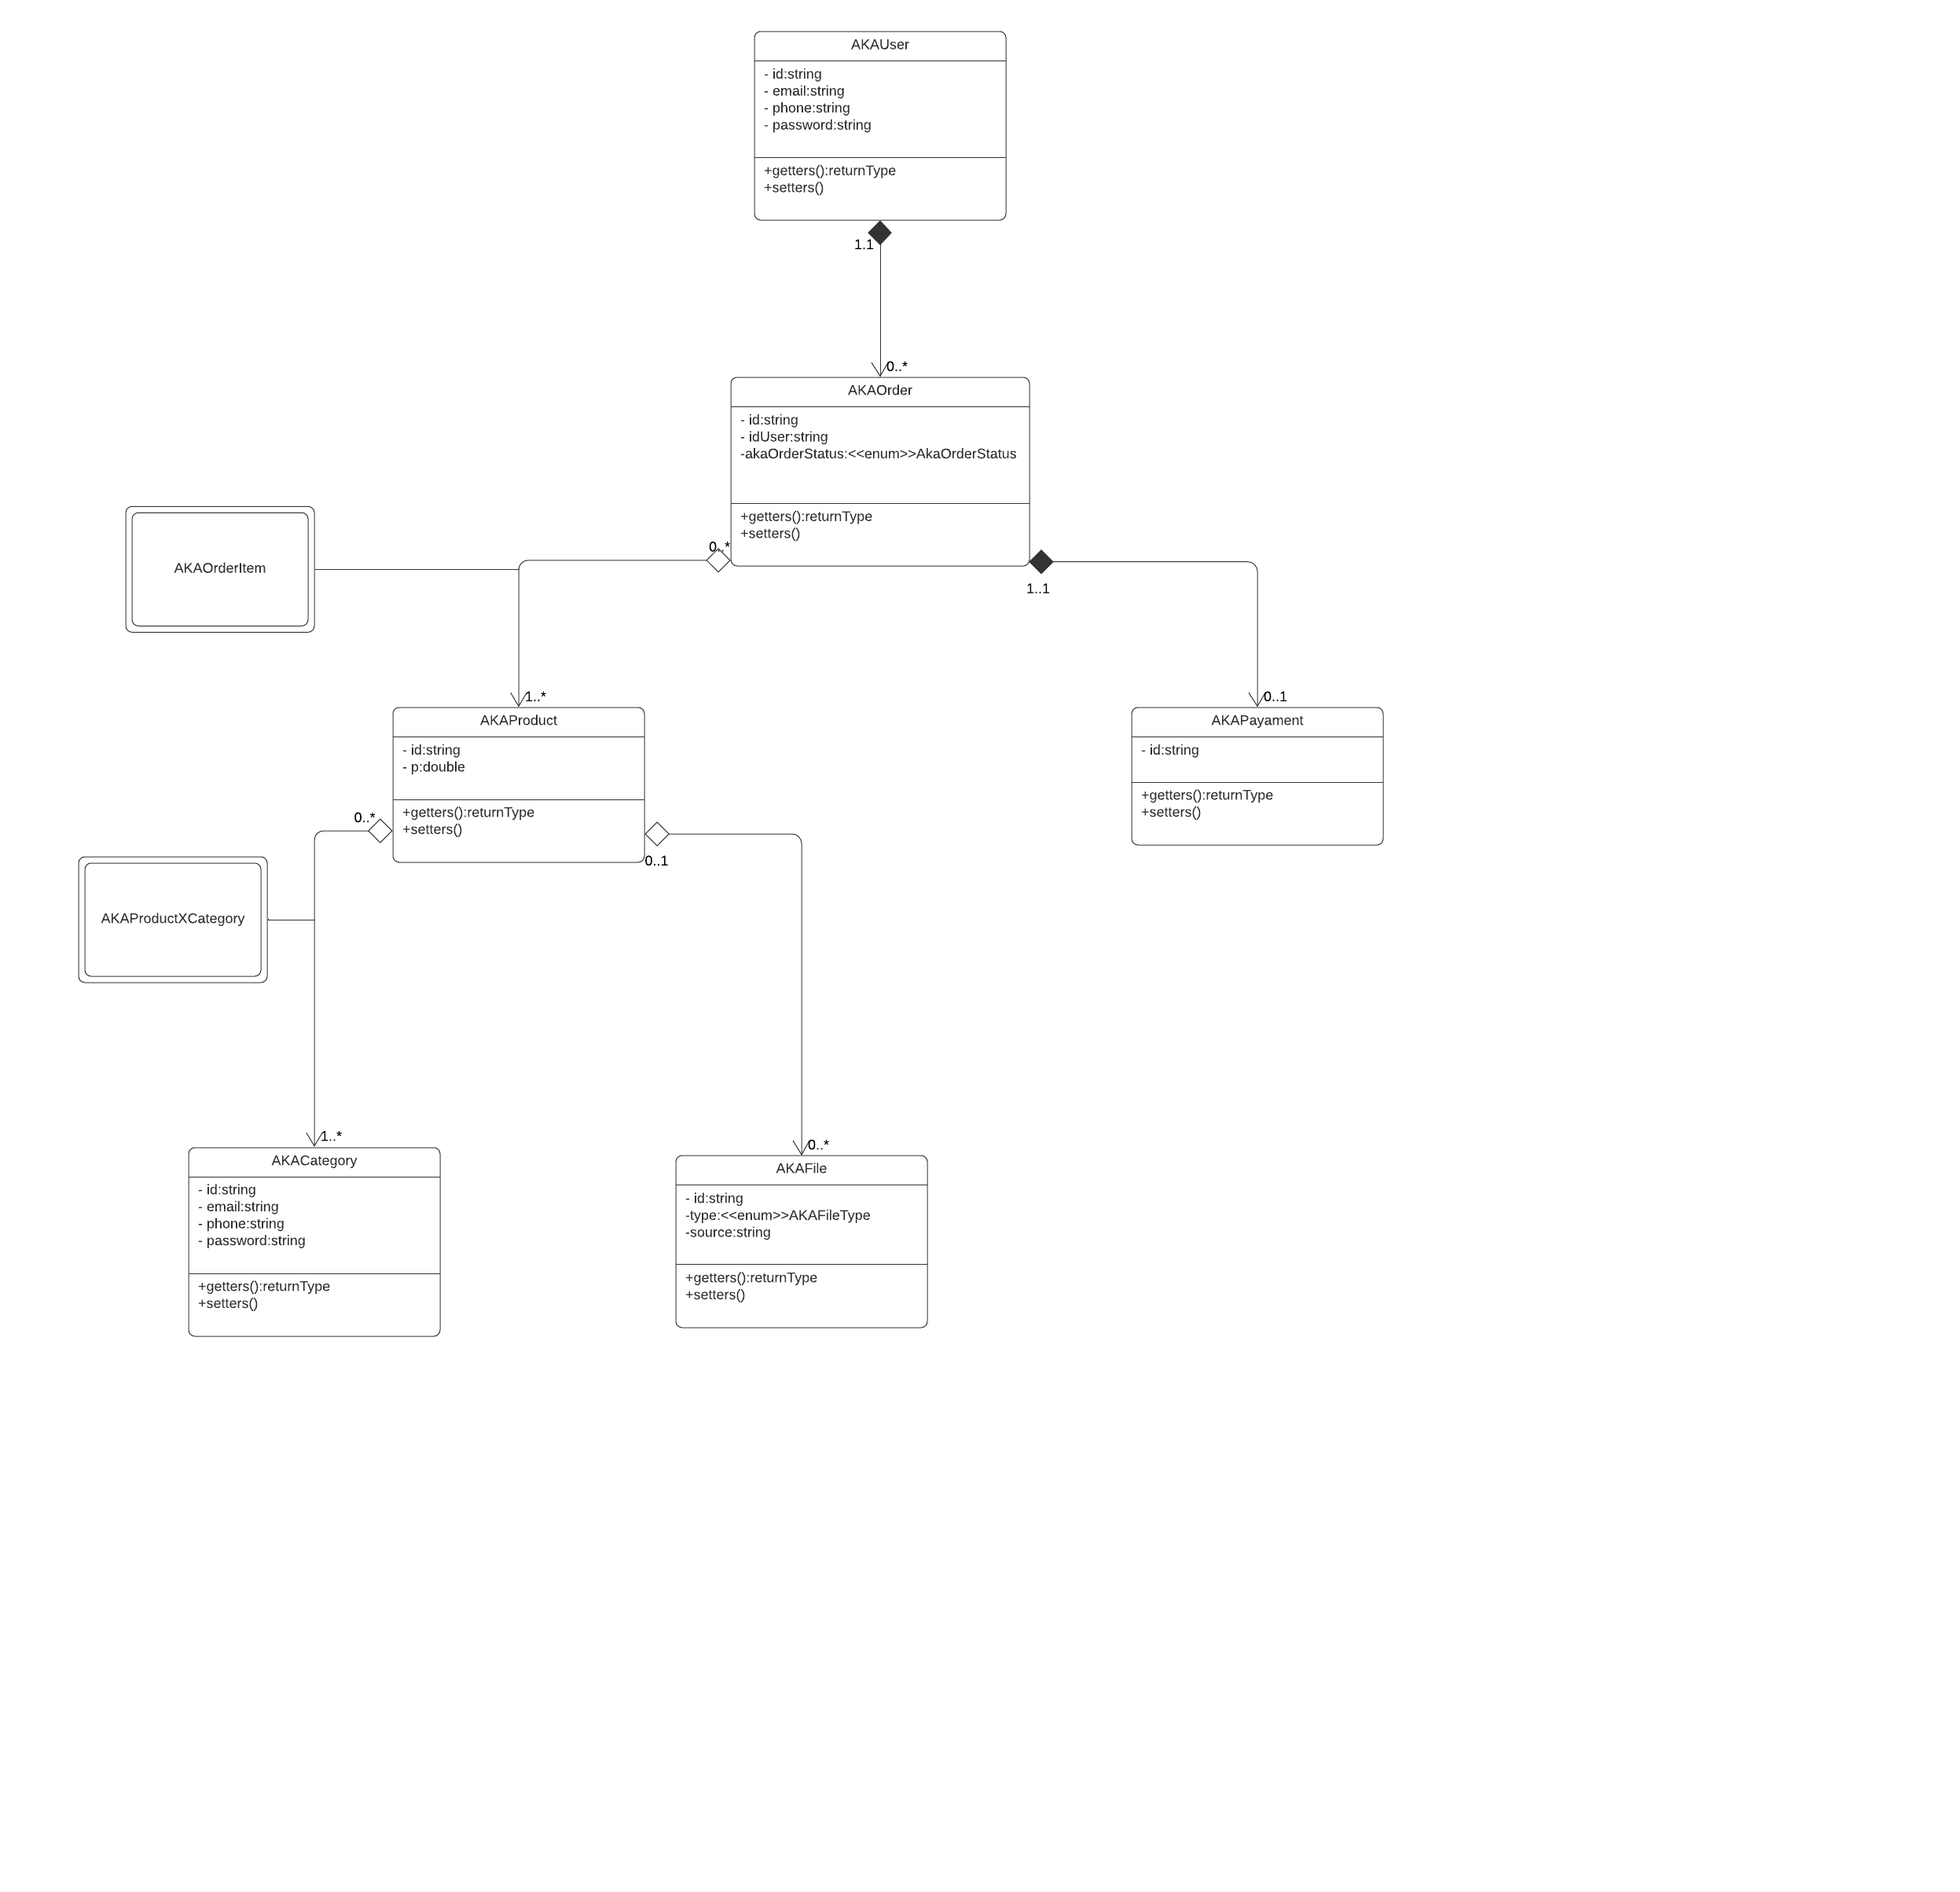 AKAUser
- id:string
- email:string
- phone:string
- password:string
+getters():returnType
+setters()
1.1
0..*
AKAOrder
- id:string
- idUser:string
-akaOrderStatus:<<enum>>AkaOrderStatus
+getters():returnType
+setters()
0..*
1..1
AKAOrderItem
1..*
0..1
AKAProduct
- id:string
- p:double
+getters():returnType
+setters()
AKAPayament
- id:string
+getters():returnType
+setters()
0..*
0..1
AKAProductXCategory
1..*
0..*
AKACategory
- id:string
- email:string
- phone:string
- password:string
+getters():returnType
+setters()
AKAFile
- id:string
-type:<<enum>>AKAFileType
-source:string
+getters():returnType
+setters()